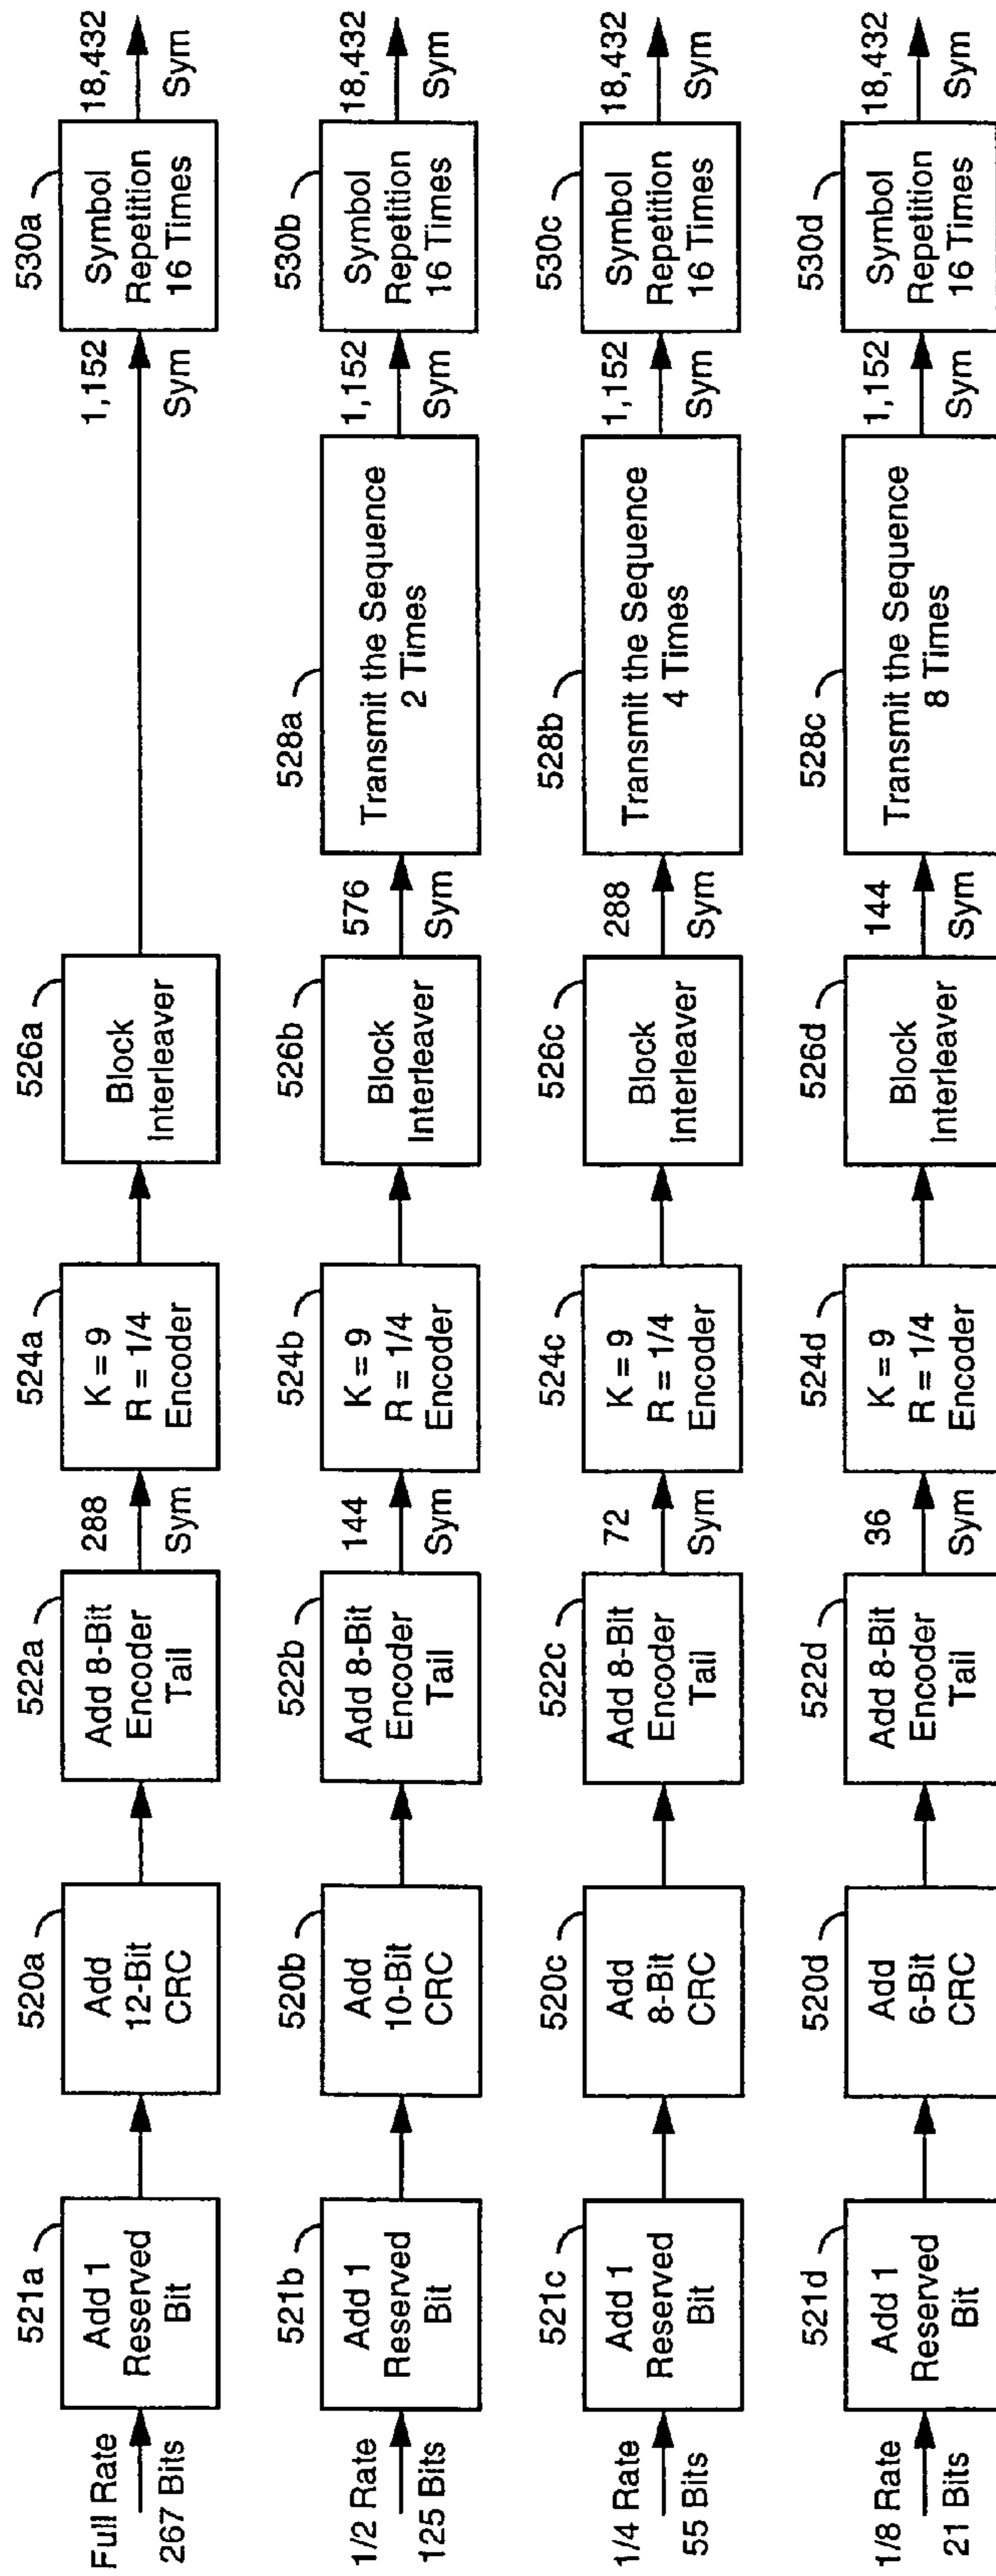 Full Rate
267 Bits
521a
Add 1
Reserved
Bit
520a
Add
12-Bit
CRC
522a
Add 8-Bit
Encoder
Tail
288
Sym
524a
K = 9
R = 1/4
Encoder
526a
Block
Interleaver
1,152
Sym
530a
Symbol
Repetition
16 Times
18,432
Sym
1/2 Rate
125 Bits
521b
Add 1
Reserved
Bit
520b
Add
10-Bit
CRC
522b
Add 8-Bit
Encoder
Tail
144
Sym
524b
K = 9
R = 1/4
Encoder
526b
Block
Interleaver
576
Sym
528a
Transmit the Sequence
2 Times
1,152
Sym
530b
Symbol
Repetition
16 Times
18,432
Sym
1/4 Rate
55 Bits
521c
Add 1
Reserved
Bit
520c
Add
8-Bit
CRC
522c
Add 8-Bit
Encoder
Tail
72
Sym
524c
K = 9
R = 1/4
Encoder
526c
Block
Interleaver
288
Sym
528b
Transmit the Sequence
4 Times
1,152
Sym
530c
Symbol
Repetition
16 Times
18,432
Sym
1/8 Rate
21 Bits
521d
Add 1
Reserved
Bit
520d
Add
6-Bit
CRC
522d
Add 8-Bit
Encoder
Tail
36
Sym
524d
K = 9
R = 1/4
Encoder
526d
Block
Interleaver
144
Sym
528c
Transmit the Sequence
8 Times
1,152
Sym
530d
Symbol
Repetition
16 Times
18,432
Sym